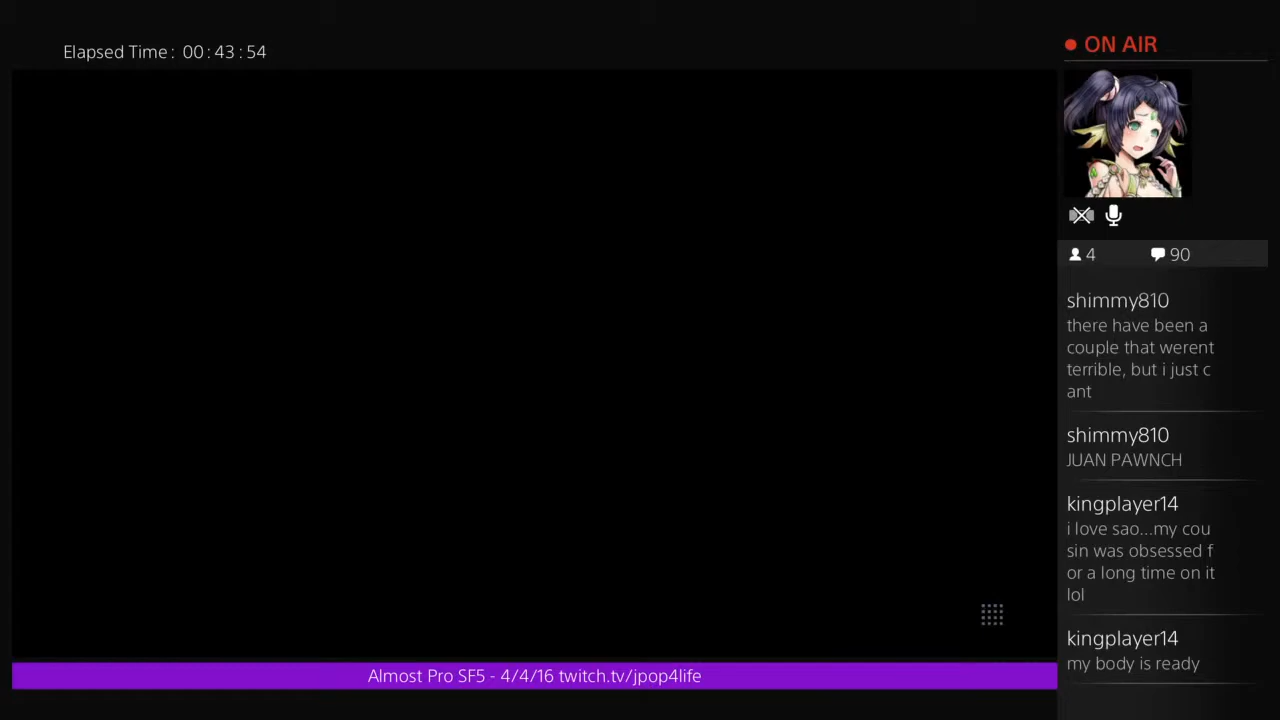 Elapsed Time: 00:43:54
ON AIR
4 90
shimmy810
there have been a
couple that werent
terrible, but i just c
ant
shimmy810
JUAN PAWNCH
kingplayer14
i love sao...my cou
sin was obsessed f
or a long time on it
lol
kingplayer14
my body is ready
Almost Pro SF5 - 4/4/16 twitch.tv/jpop4life